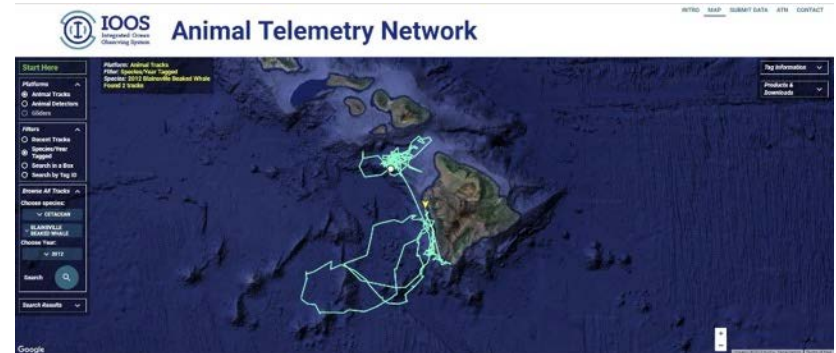 IOOS
Integrated Ocean
Observing System
Animal Telemetry Network
INTRO MAP SUBMIT DATA ATN CONTACT
Start Here
Platforms
Animal Tracks
Animal Detectors
Gliders
Filters
Recent Tracks
Species/Year
Tagged
Search in a Box
Search by Tag ID
Browse All Tracks
Choose species:
CETACEAN
BLAINVILLE
BEAKED WHALE
Choose Year:
2012
Search
Search Results
Platform: Animal Tracks
Filter: Species/Year Tagged
Species: 2012 Blainville Beaked Whale
Found 2 tracks
Tag Information
Products &
Downloads
+
−
Google